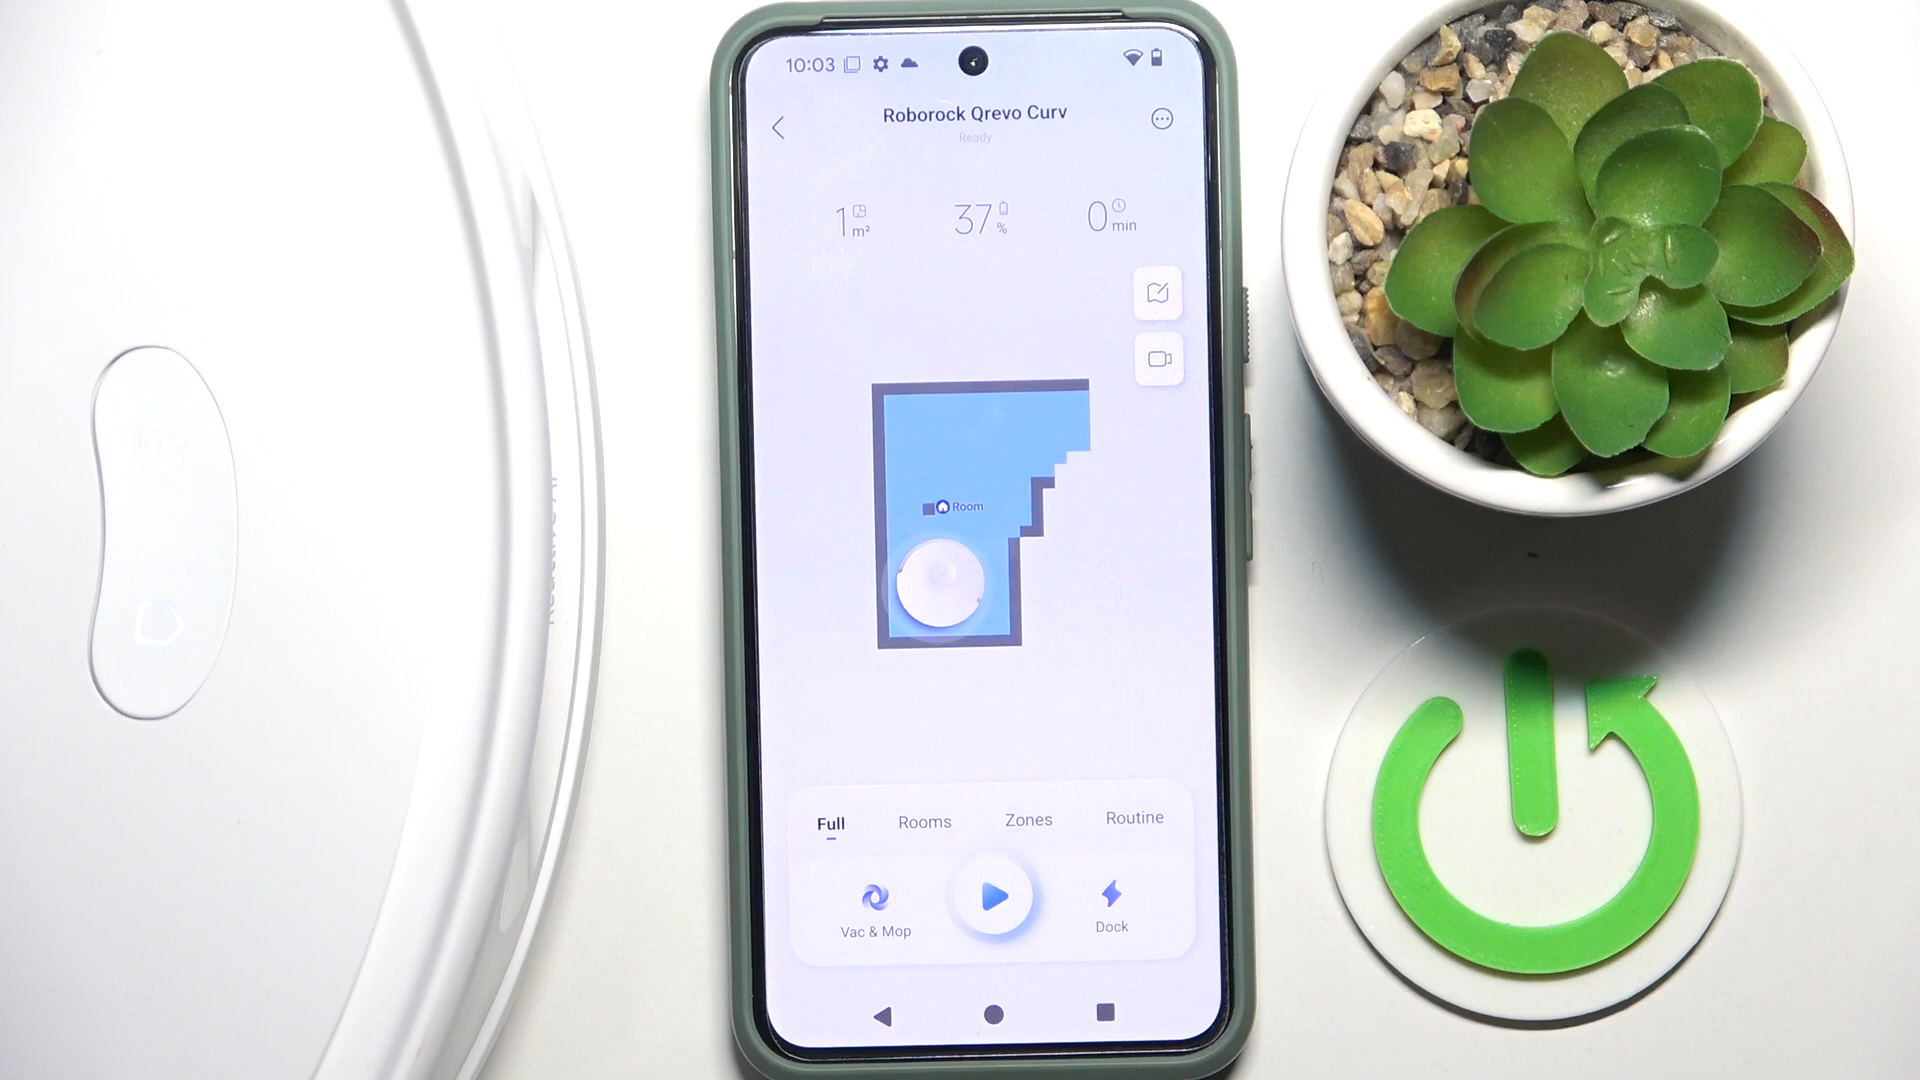 10:03
Roborock Qrevo Curv
Ready
1 m²
37 %
0 min
Room
Full
Rooms
Zones
Routine
Vac & Mop
Dock